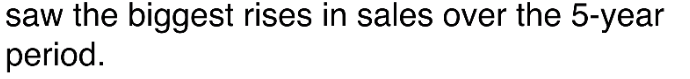 saw the biggest rises in sales over the 5-year
period.